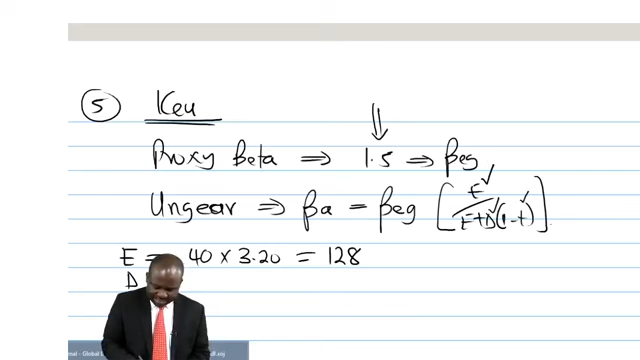 ⑤ Keu
Proxy Beta ⇒ 1.5 ⇒ βeg
Ungear ⇒ βa = βeg [E / E+D(1-t)]
E = 40 × 3.20 = 128
D